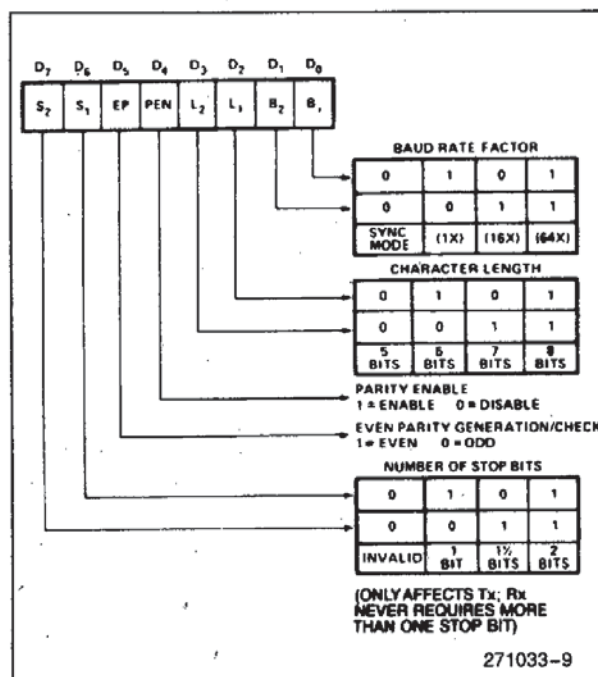 D7 D6 D5 D4 D3 D2 D1 D0
S2 S1 EP PEN L2 L1 B2 B1
BAUD RATE FACTOR
0 1 0 1
0 0 1 1
SYNC MODE (1X) (16X) (64X)
CHARACTER LENGTH
0 1 0 1
0 0 1 1
5 BITS 6 BITS 7 BITS 8 BITS
PARITY ENABLE
1 = ENABLE 0 = DISABLE
EVEN PARITY GENERATION/CHECK
1 = EVEN 0 = ODD
NUMBER OF STOP BITS
0 1 0 1
0 0 1 1
INVALID 1 BIT 1½ BITS 2 BITS
(ONLY AFFECTS Tx; Rx
NEVER REQUIRES MORE
THAN ONE STOP BIT)
271033-9